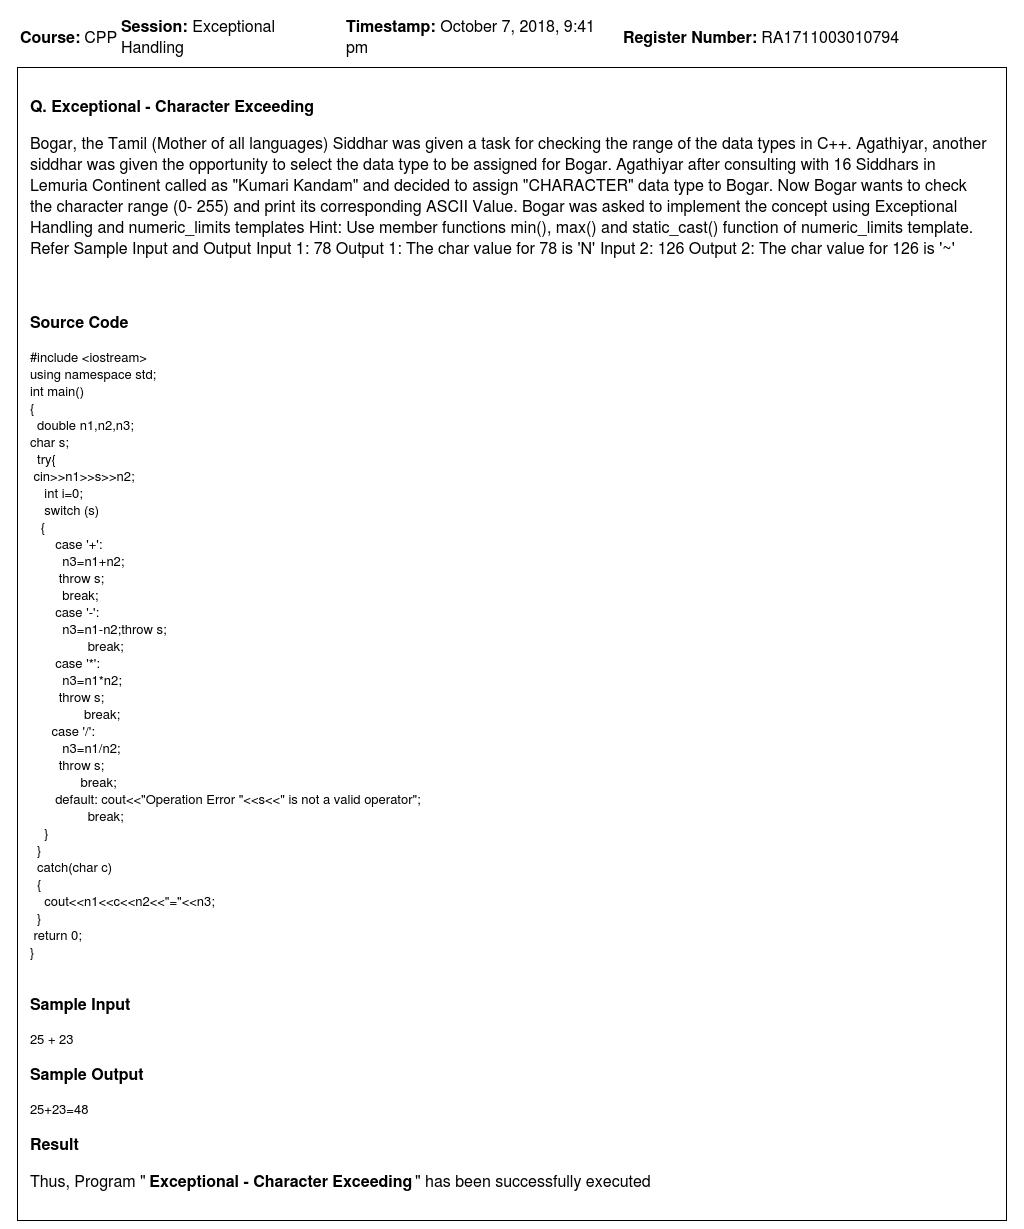 Course: CPP Session: Exceptional Handling Timestamp: October 7, 2018, 9:41 pm Register Number: RA1711003010794
Q. Exceptional - Character Exceeding
Bogar, the Tamil (Mother of all languages) Siddhar was given a task for checking the range of the data types in C++. Agathiyar, another
siddhar was given the opportunity to select the data type to be assigned for Bogar. Agathiyar after consulting with 16 Siddhars in
Lemuria Continent called as "Kumari Kandam" and decided to assign "CHARACTER" data type to Bogar. Now Bogar wants to check
the character range (0- 255) and print its corresponding ASCII Value. Bogar was asked to implement the concept using Exceptional
Handling and numeric_limits templates Hint: Use member functions min(), max() and static_cast() function of numeric_limits template.
Refer Sample Input and Output Input 1: 78 Output 1: The char value for 78 is 'N' Input 2: 126 Output 2: The char value for 126 is '~'
Source Code
#include <iostream>
using namespace std;
int main()
{
double n1,n2,n3;
char s;
try{
cin>>n1>>s>>n2;
int i=0;
switch (s)
{
case '+':
n3=n1+n2;
throw s;
break;
case '-':
n3=n1-n2;throw s;
break;
case '*':
n3=n1*n2;
throw s;
break;
case '/':
n3=n1/n2;
throw s;
break;
default: cout<<"Operation Error "<<s<<" is not a valid operator";
break;
}
}
catch(char c)
{
cout<<n1<<c<<n2<<"="<<n3;
}
return 0;
}
Sample Input
25 + 23
Sample Output
25+23=48
Result
Thus, Program " Exceptional - Character Exceeding " has been successfully executed